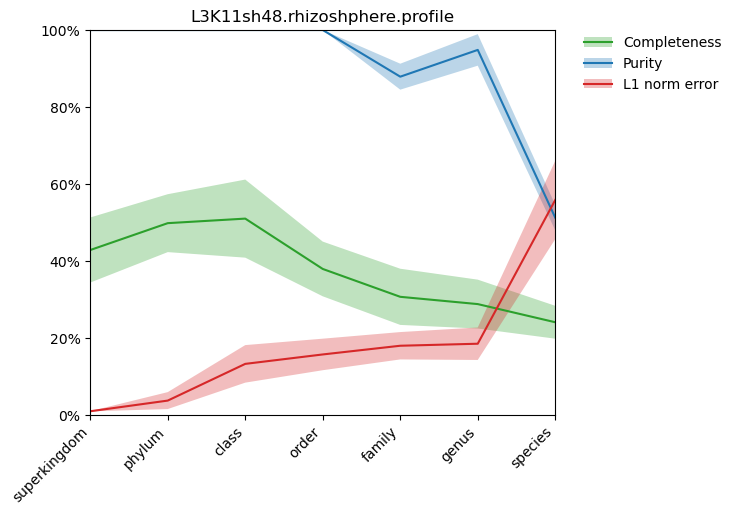 L3K11sh48.rhizoshphere.profile
100%
80%
60%
40%
20%
0%
superkingdom
phylum
class
order
family
genus
species
Completeness
Purity
L1 norm error